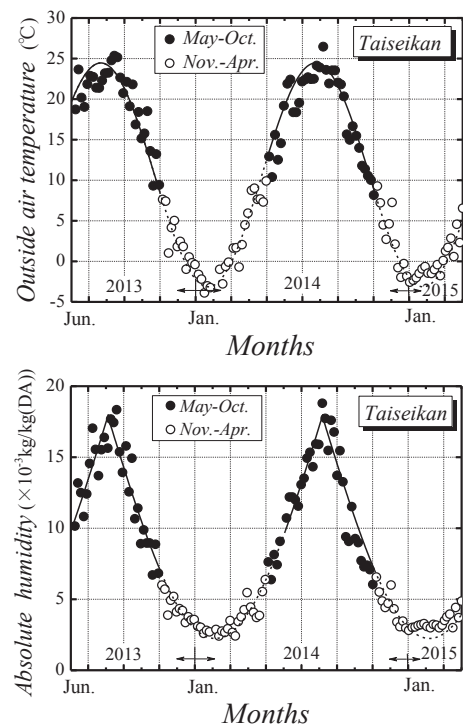 Outside air temperature (℃)
30
25
20
15
10
5
0
-5
● May-Oct.
○ Nov.-Apr.
Taiseikan
2013
2014
2015
Jun.
Jan.
Jan.
Months
Absolute humidity (×10⁻³kg/kg(DA))
20
15
10
5
0
● May-Oct.
○ Nov.-Apr.
Taiseikan
2013
2014
2015
Jun.
Jan.
Jan.
Months